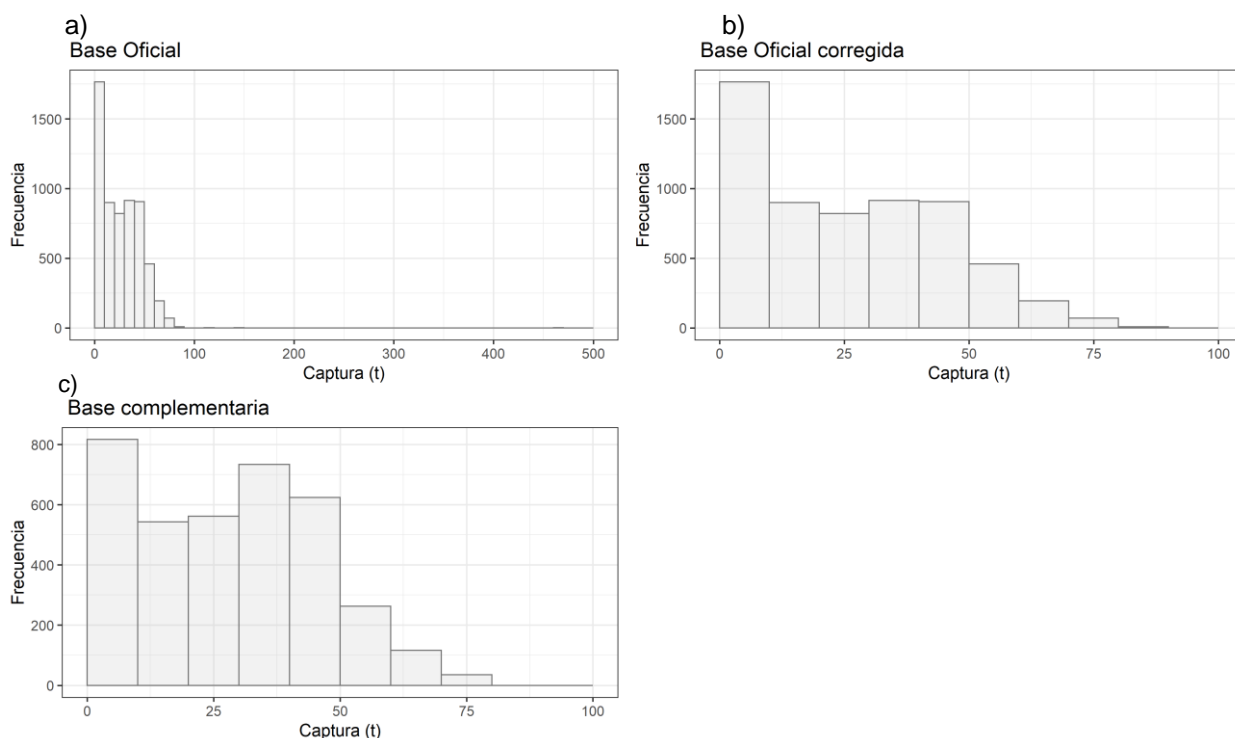 a)
Base Oficial
Frecuencia
1500
1000
500
0
0 100 200 300 400 500
Captura (t)
b)
Base Oficial corregida
Frecuencia
1500
1000
500
0
0 25 50 75 100
Captura (t)
c)
Base complementaria
Frecuencia
800
600
400
200
0
0 25 50 75 100
Captura (t)